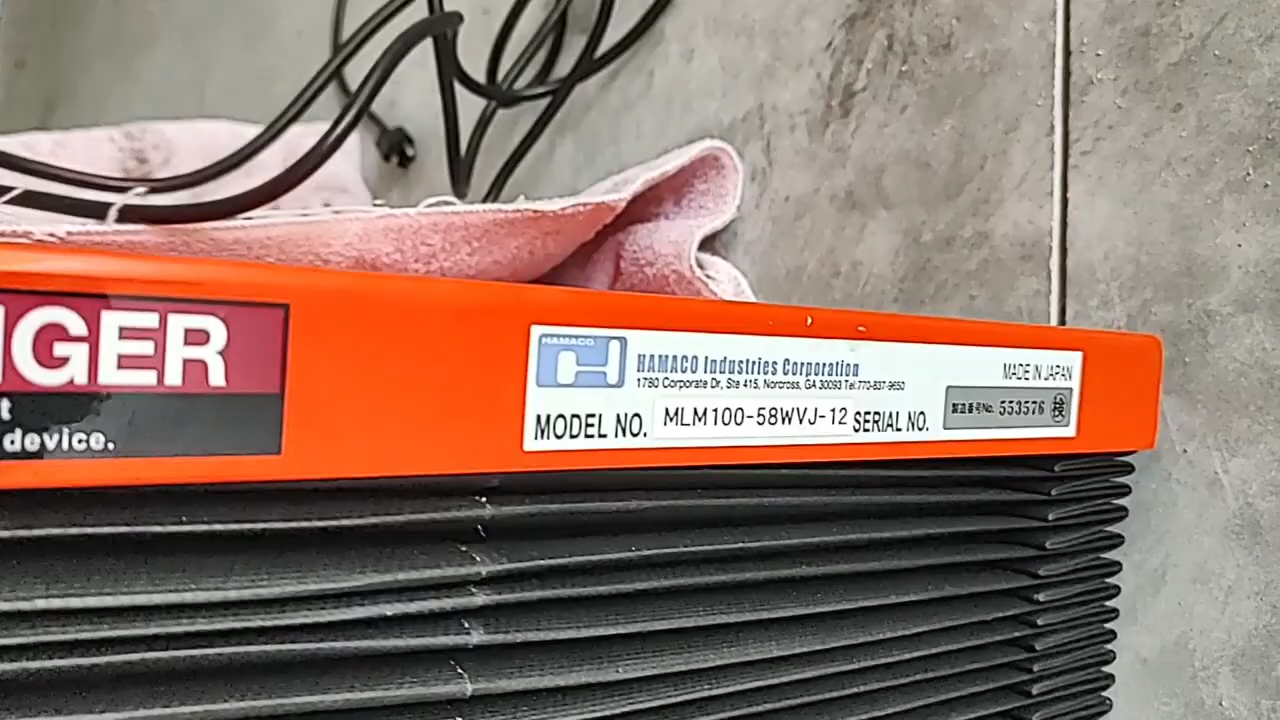 NGER
t
device.
HAMACO
HAMACO Industries Corporation
1780 Corporate Dr, Ste 415, Norcross, GA 30093 Tel:770-837-9650
MADE IN JAPAN
MODEL NO. MLM100-58WVJ-12 SERIAL NO. 製造番号No. 553576 検